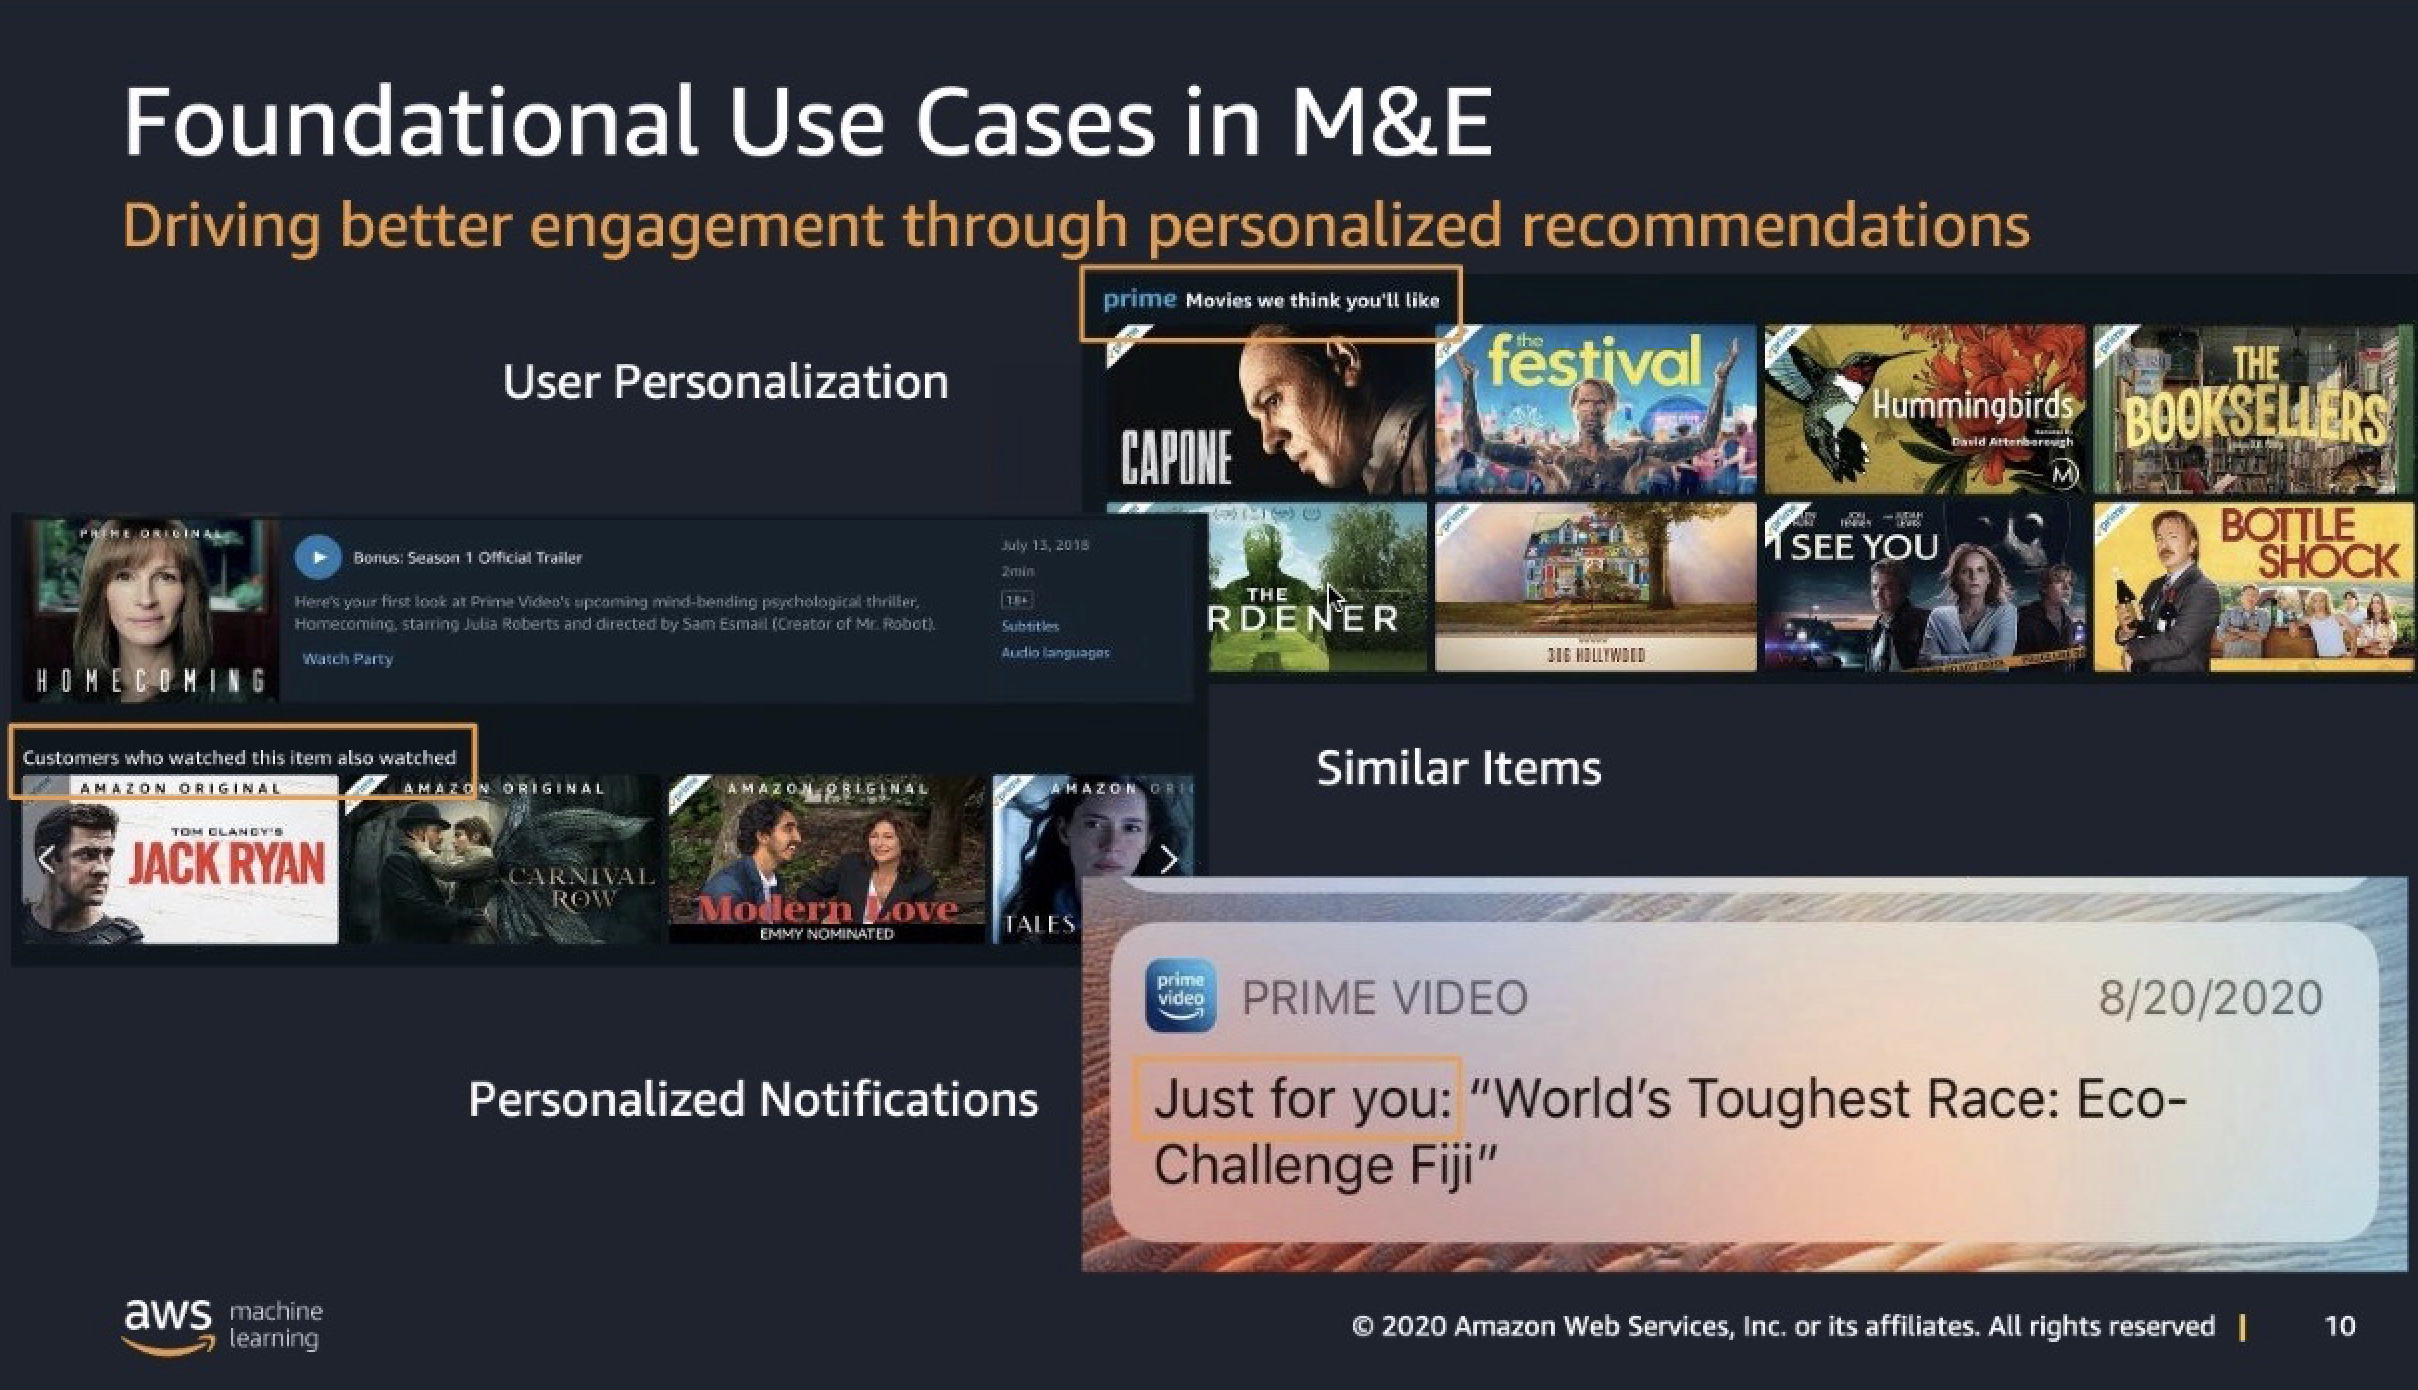 Foundational Use Cases in M&E
Driving better engagement through personalized recommendations
User Personalization
prime Movies we think you'll like
CAPONE
the
festival
Hummingbirds
David Attenborough
M
THE
BOOKSELLERS
THE
RDENER
306 HOLLYWOOD
I SEE YOU
BOTTLE
SHOCK
PRIME ORIGINAL
HOMECOMING
Bonus: Season 1 Official Trailer
Here's your first look at Prime Video's upcoming mind-bending psychological thriller,
Homecoming, starring Julia Roberts and directed by Sam Esmail (Creator of Mr. Robot).
Watch Party
July 13, 2018
2min
18+
Subtitles
Audio languages
Customers who watched this item also watched
AMAZON ORIGINAL
TOM CLANCY'S
JACK RYAN
AMAZON ORIGINAL
CARNIVAL
ROW
AMAZON ORIGINAL
Modern Love
EMMY NOMINATED
AMAZON ORI
TALES
Similar Items
Personalized Notifications
prime
video
PRIME VIDEO
8/20/2020
Just for you: “World’s Toughest Race: Eco-
Challenge Fiji”
aws machine
learning
© 2020 Amazon Web Services, Inc. or its affiliates. All rights reserved | 10